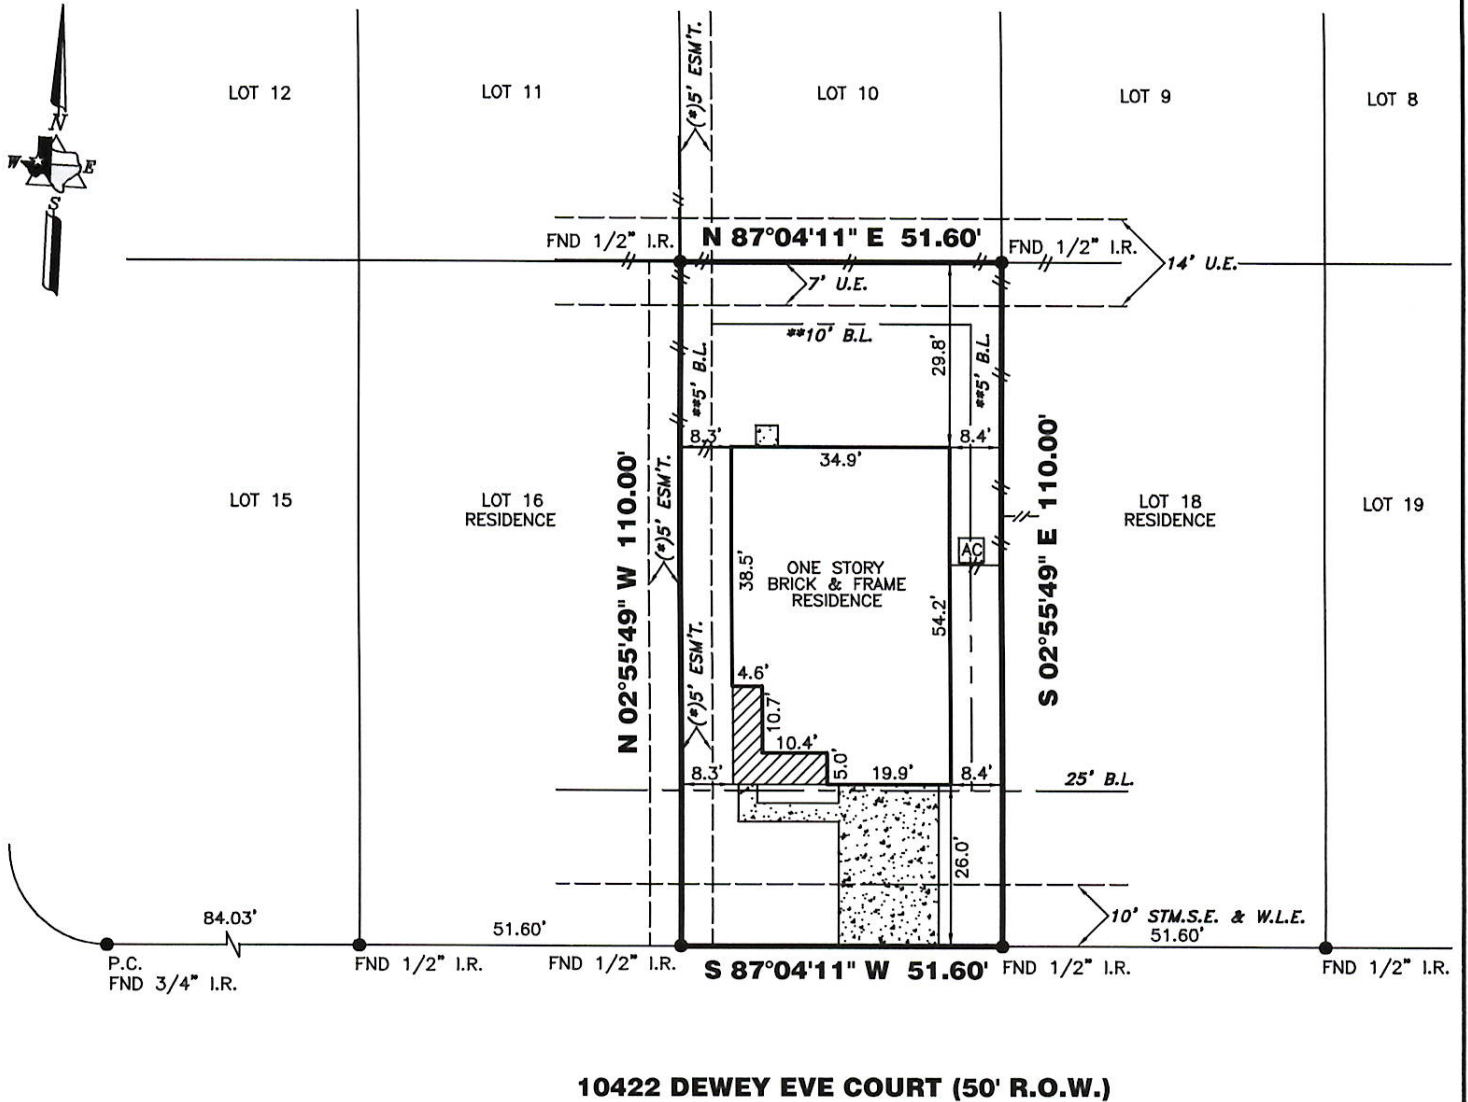 LOT 12
LOT 11
(*)5' ESM'T.
LOT 10
LOT 9
LOT 8
N
W E
S
FND 1/2" I.R.
N 87°04'11" E 51.60'
FND 1/2" I.R.
14' U.E.
7' U.E.
**10' B.L.
**5' B.L.
29.8'
**5' B.L.
8.3'
34.9'
8.4'
LOT 15
LOT 16
RESIDENCE
N 02°55'49" W 110.00'
(*)5' ESM'T.
38.5'
ONE STORY
BRICK & FRAME
RESIDENCE
AC
54.2'
S 02°55'49" E 110.00'
LOT 18
RESIDENCE
LOT 19
(*)5' ESM'T.
4.6'
10.7'
10.4'
5.0'
8.3'
19.9'
8.4'
25' B.L.
26.0'
84.03'
51.60'
10' STM.S.E. & W.L.E.
51.60'
P.C.
FND 3/4" I.R.
FND 1/2" I.R.
FND 1/2" I.R.
S 87°04'11" W 51.60'
FND 1/2" I.R.
FND 1/2" I.R.
10422 DEWEY EVE COURT (50' R.O.W.)